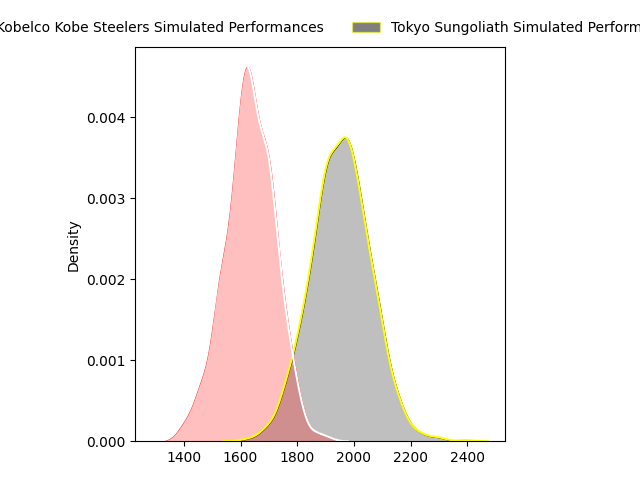 Kobelco Kobe Steelers Simulated Performances
Tokyo Sungoliath Simulated Perform
Density
0.004
0.003
0.002
0.001
0.000
1400 1600 1800 2000 2200 2400